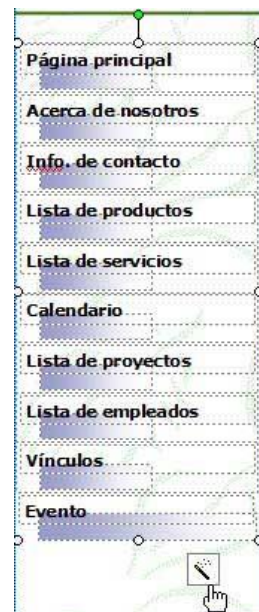 Página principal
Acerca de nosotros
Info. de contacto
Lista de productos
Lista de servicios
Calendario
Lista de proyectos
Lista de empleados
Vínculos
Evento